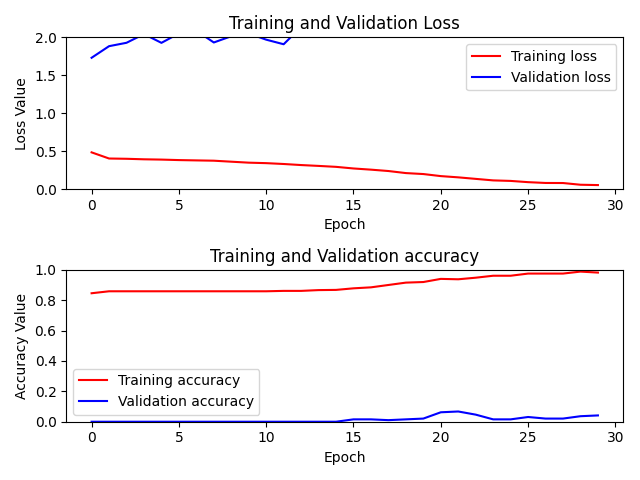 Training and Validation Loss
2.0
1.5
1.0
0.5
0.0
Loss Value
Training loss
Validation loss
0 5 10 15 20 25 30
Epoch
Training and Validation accuracy
1.0
0.8
0.6
0.4
0.2
0.0
Accuracy Value
Training accuracy
Validation accuracy
0 5 10 15 20 25 30
Epoch